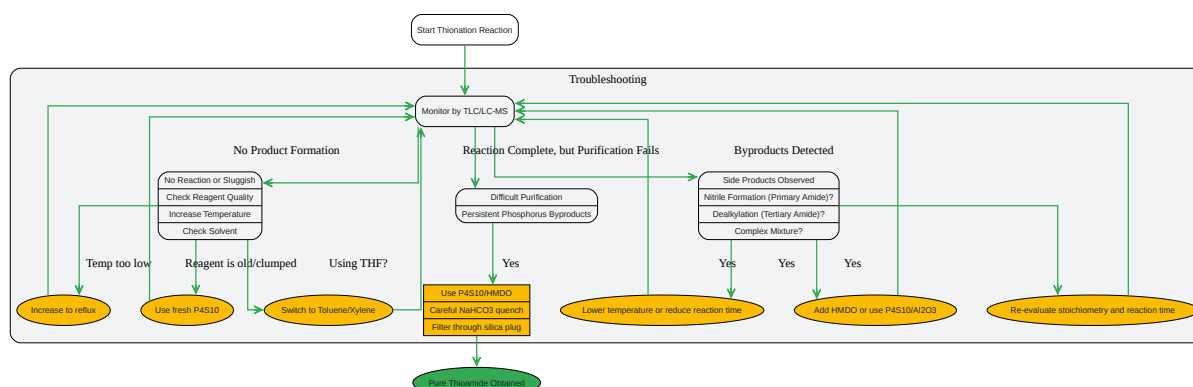 Start Thionation Reaction
Troubleshooting
Monitor by TLC/LC-MS
No Product Formation
Reaction Complete, but Purification Fails
Byproducts Detected
No Reaction or Sluggish
Check Reagent Quality
Increase Temperature
Check Solvent
Difficult Purification
Persistent Phosphorus Byproducts
Side Products Observed
Nitrile Formation (Primary Amide)?
Dealkylation (Tertiary Amide)?
Complex Mixture?
Temp too low
Reagent is old/clumped
Using THF?
Yes
Yes
Yes
Yes
Increase to reflux
Use fresh P4S10
Switch to Toluene/Xylene
Use P4S10/HMDO
Careful NaHCO3 quench
Filter through silica plug
Lower temperature or reduce reaction time
Add HMDO or use P4S10/Al2O3
Re-evaluate stoichiometry and reaction time
Pure Thioamide Obtained